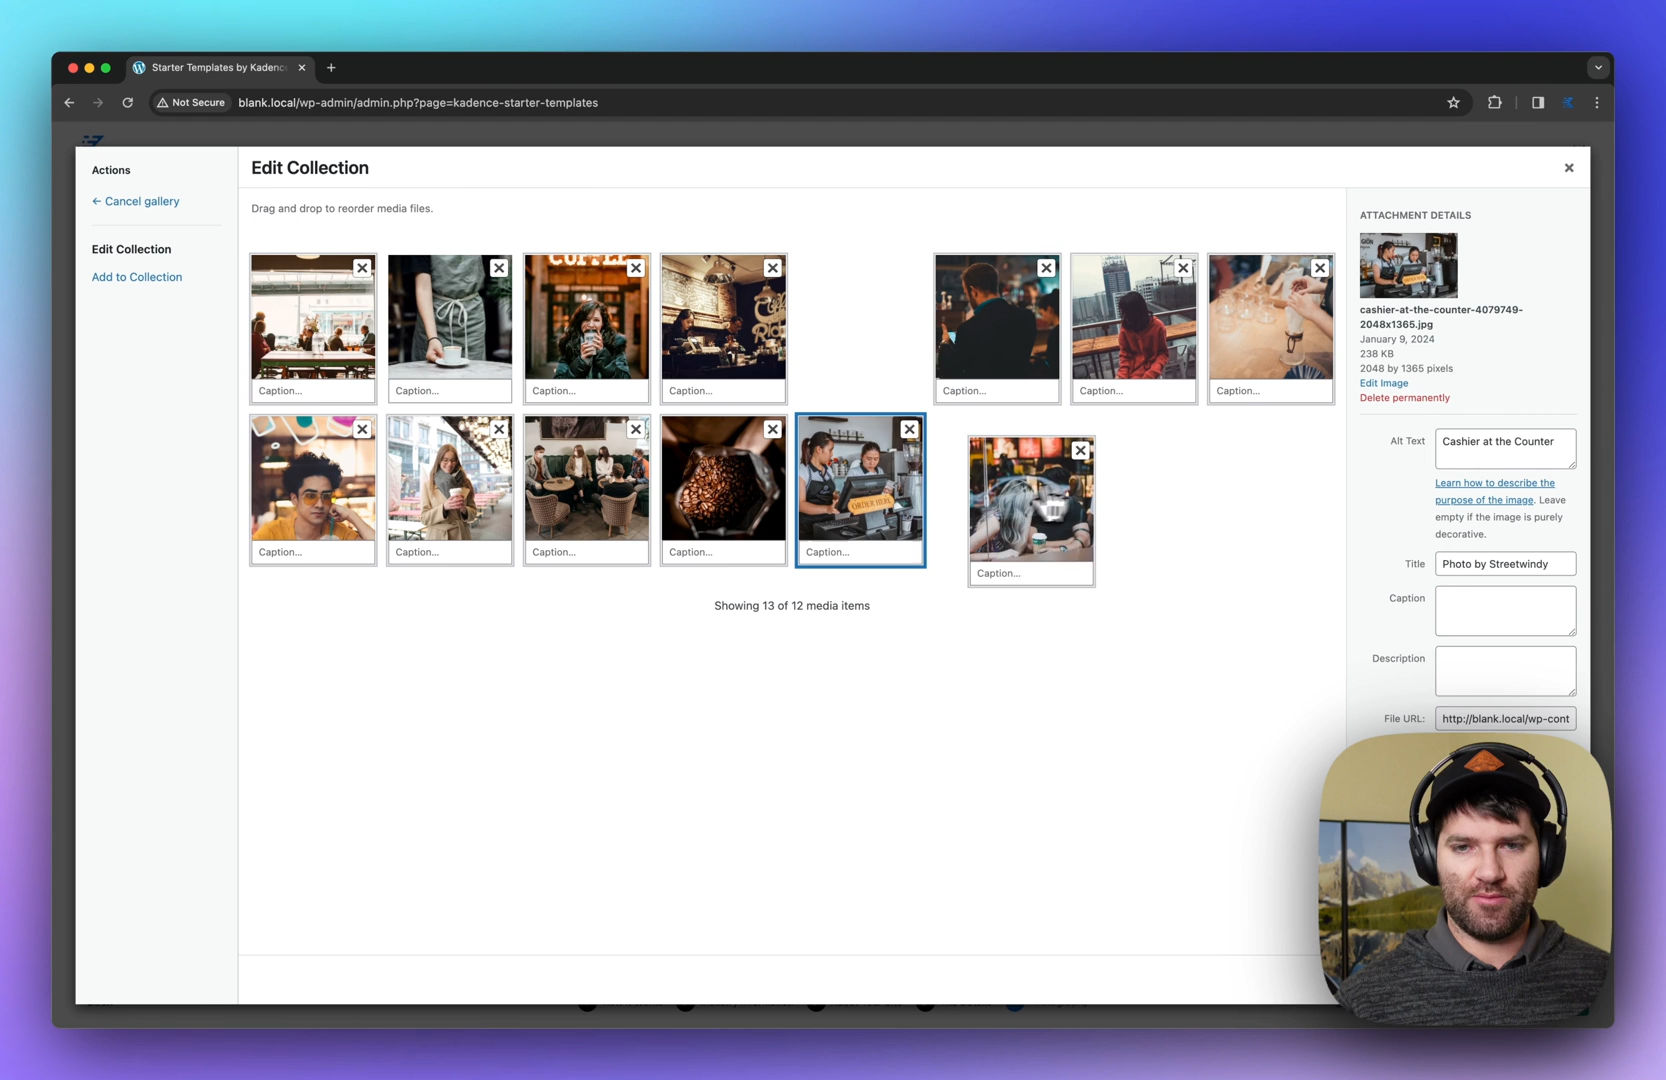 Starter Templates by Kadenc
Not Secure
blank.local/wp-admin/admin.php?page=kadence-starter-templates
Actions
← Cancel gallery
Edit Collection
Add to Collection
Edit Collection
Drag and drop to reorder media files.
COFFEE
Caption...
Caption...
Caption...
Caption...
Caption...
Caption...
Caption...
ORDER HERE
Caption...
Caption...
Caption...
Caption...
Caption...
Caption...
Showing 13 of 12 media items
ATTACHMENT DETAILS
cashier-at-the-counter-4079749-
2048x1365.jpg
January 9, 2024
238 KB
2048 by 1365 pixels
Edit Image
Delete permanently
Alt Text
Cashier at the Counter
Learn how to describe the
purpose of the image. Leave
empty if the image is purely
decorative.
Title
Photo by Streetwindy
Caption
Description
File URL:
http://blank.local/wp-cont